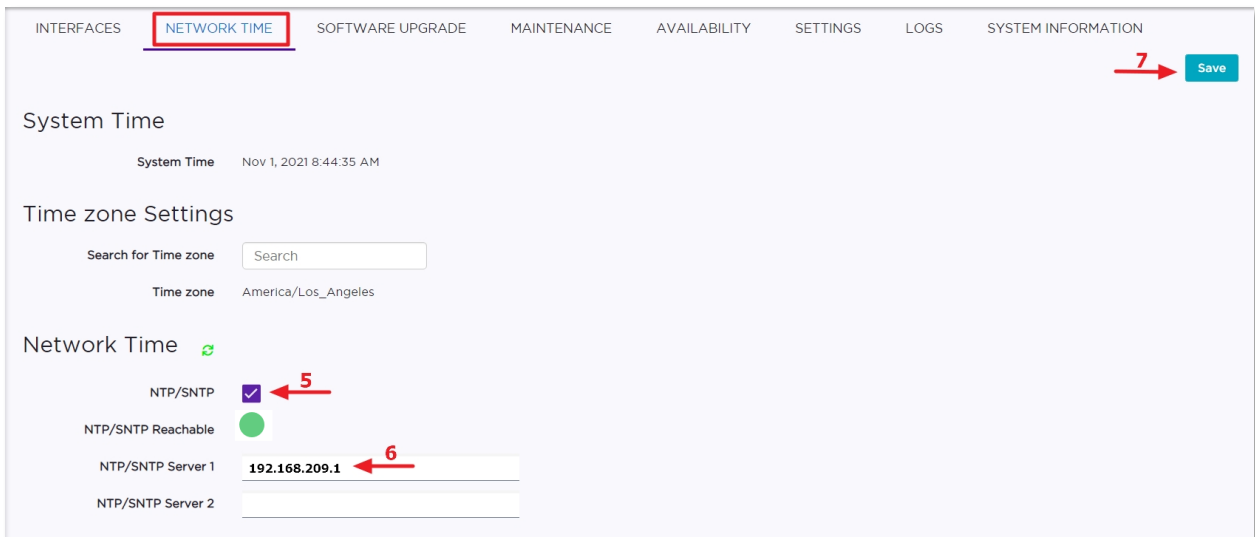 INTERFACES NETWORK TIME SOFTWARE UPGRADE MAINTENANCE AVAILABILITY SETTINGS LOGS SYSTEM INFORMATION
7 Save
System Time
System Time Nov 1, 2021 8:44:35 AM
Time zone Settings
Search for Time zone Search
Time zone America/Los_Angeles
Network Time
NTP/SNTP 5
NTP/SNTP Reachable
NTP/SNTP Server 1 192.168.209.1 6
NTP/SNTP Server 2